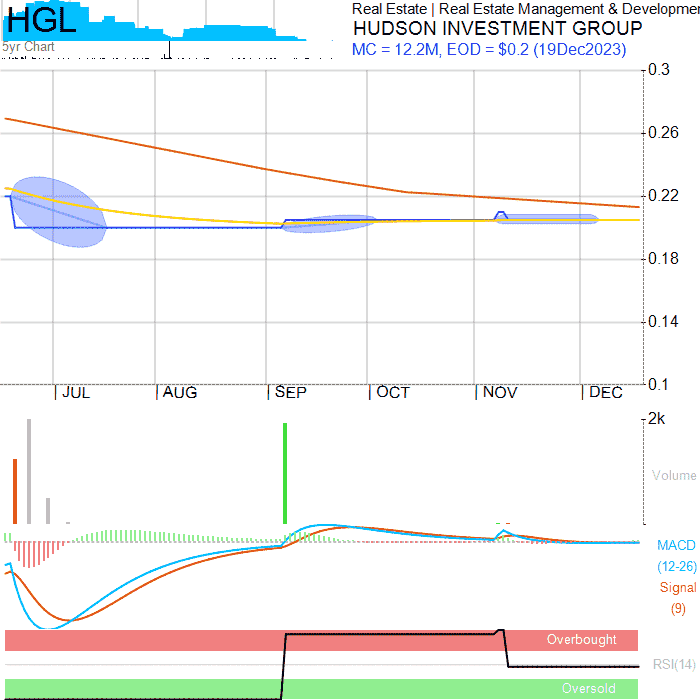 HGL
5yr Chart
Real Estate | Real Estate Management & Developmen
HUDSON INVESTMENT GROUP
MC = 12.2M, EOD = $0.2 (19Dec2023)
0.3
0.26
0.22
0.18
0.14
0.1
JUL
AUG
SEP
OCT
NOV
DEC
2k
Volume
MACD
(12-26)
Signal
(9)
Overbought
RSI(14)
Oversold